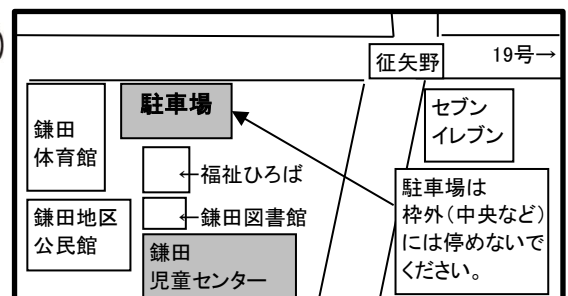 )
征矢野
19号→
駐車場
セブン
イレブン
鎌田
体育館
←福祉ひろば
駐車場は
枠外(中央など)
には停めないで
ください。
鎌田地区
公民館
←鎌田図書館
鎌田
児童センター